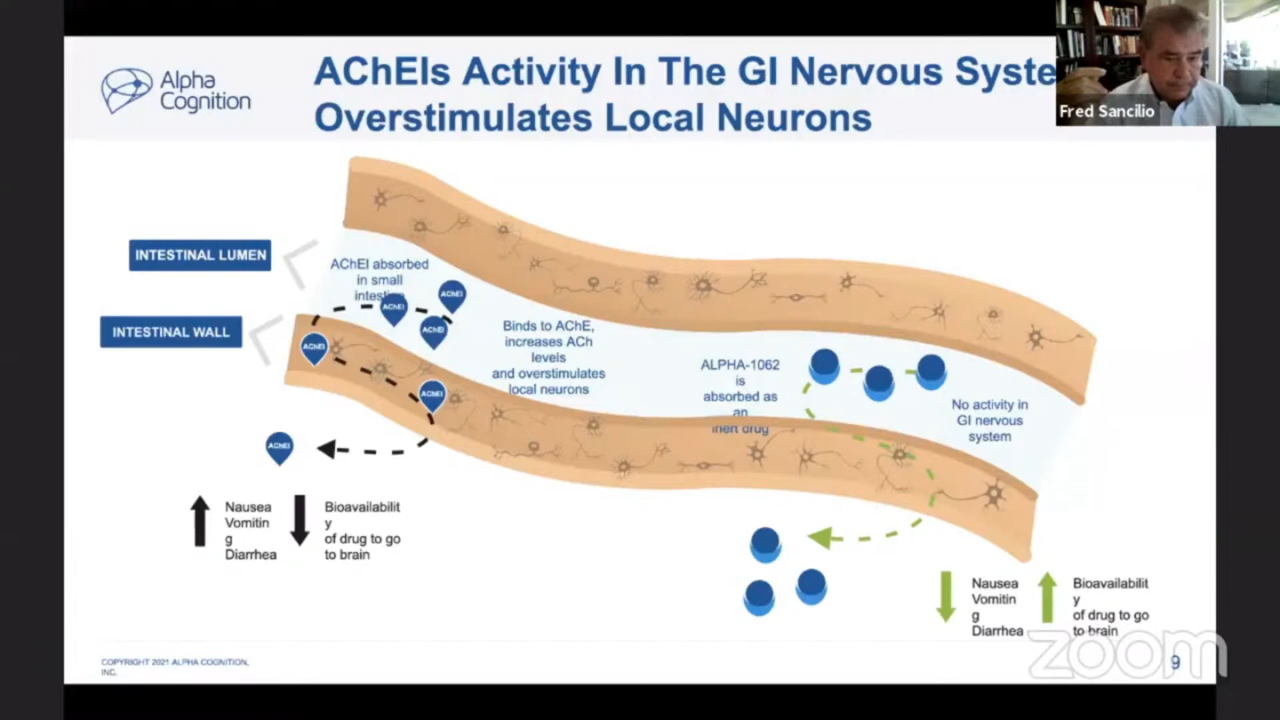 Alpha
Cognition
AChEIs Activity In The GI Nervous Syste
Overstimulates Local Neurons
Fred Sancilio
INTESTINAL LUMEN
INTESTINAL WALL
AChEI absorbed
in small
AChEI
AChEI
AChEI
AChEI
AChEI
AChEI
Binds to AChE,
increases ACh
levels
and overstimulates
local neurons
ALPHA-1062
is
absorbed as
an
inert drug
No activity in
GI nervous
system
Nausea
Vomitin
g
Diarrhea
Bioavailabilit
y
of drug to go
to brain
Nausea
Vomitin
g
Diarrhea
Bioavailabilit
y
of drug to go
to brain
COPYRIGHT 2021 ALPHA COGNITION,
INC.
zoom
9